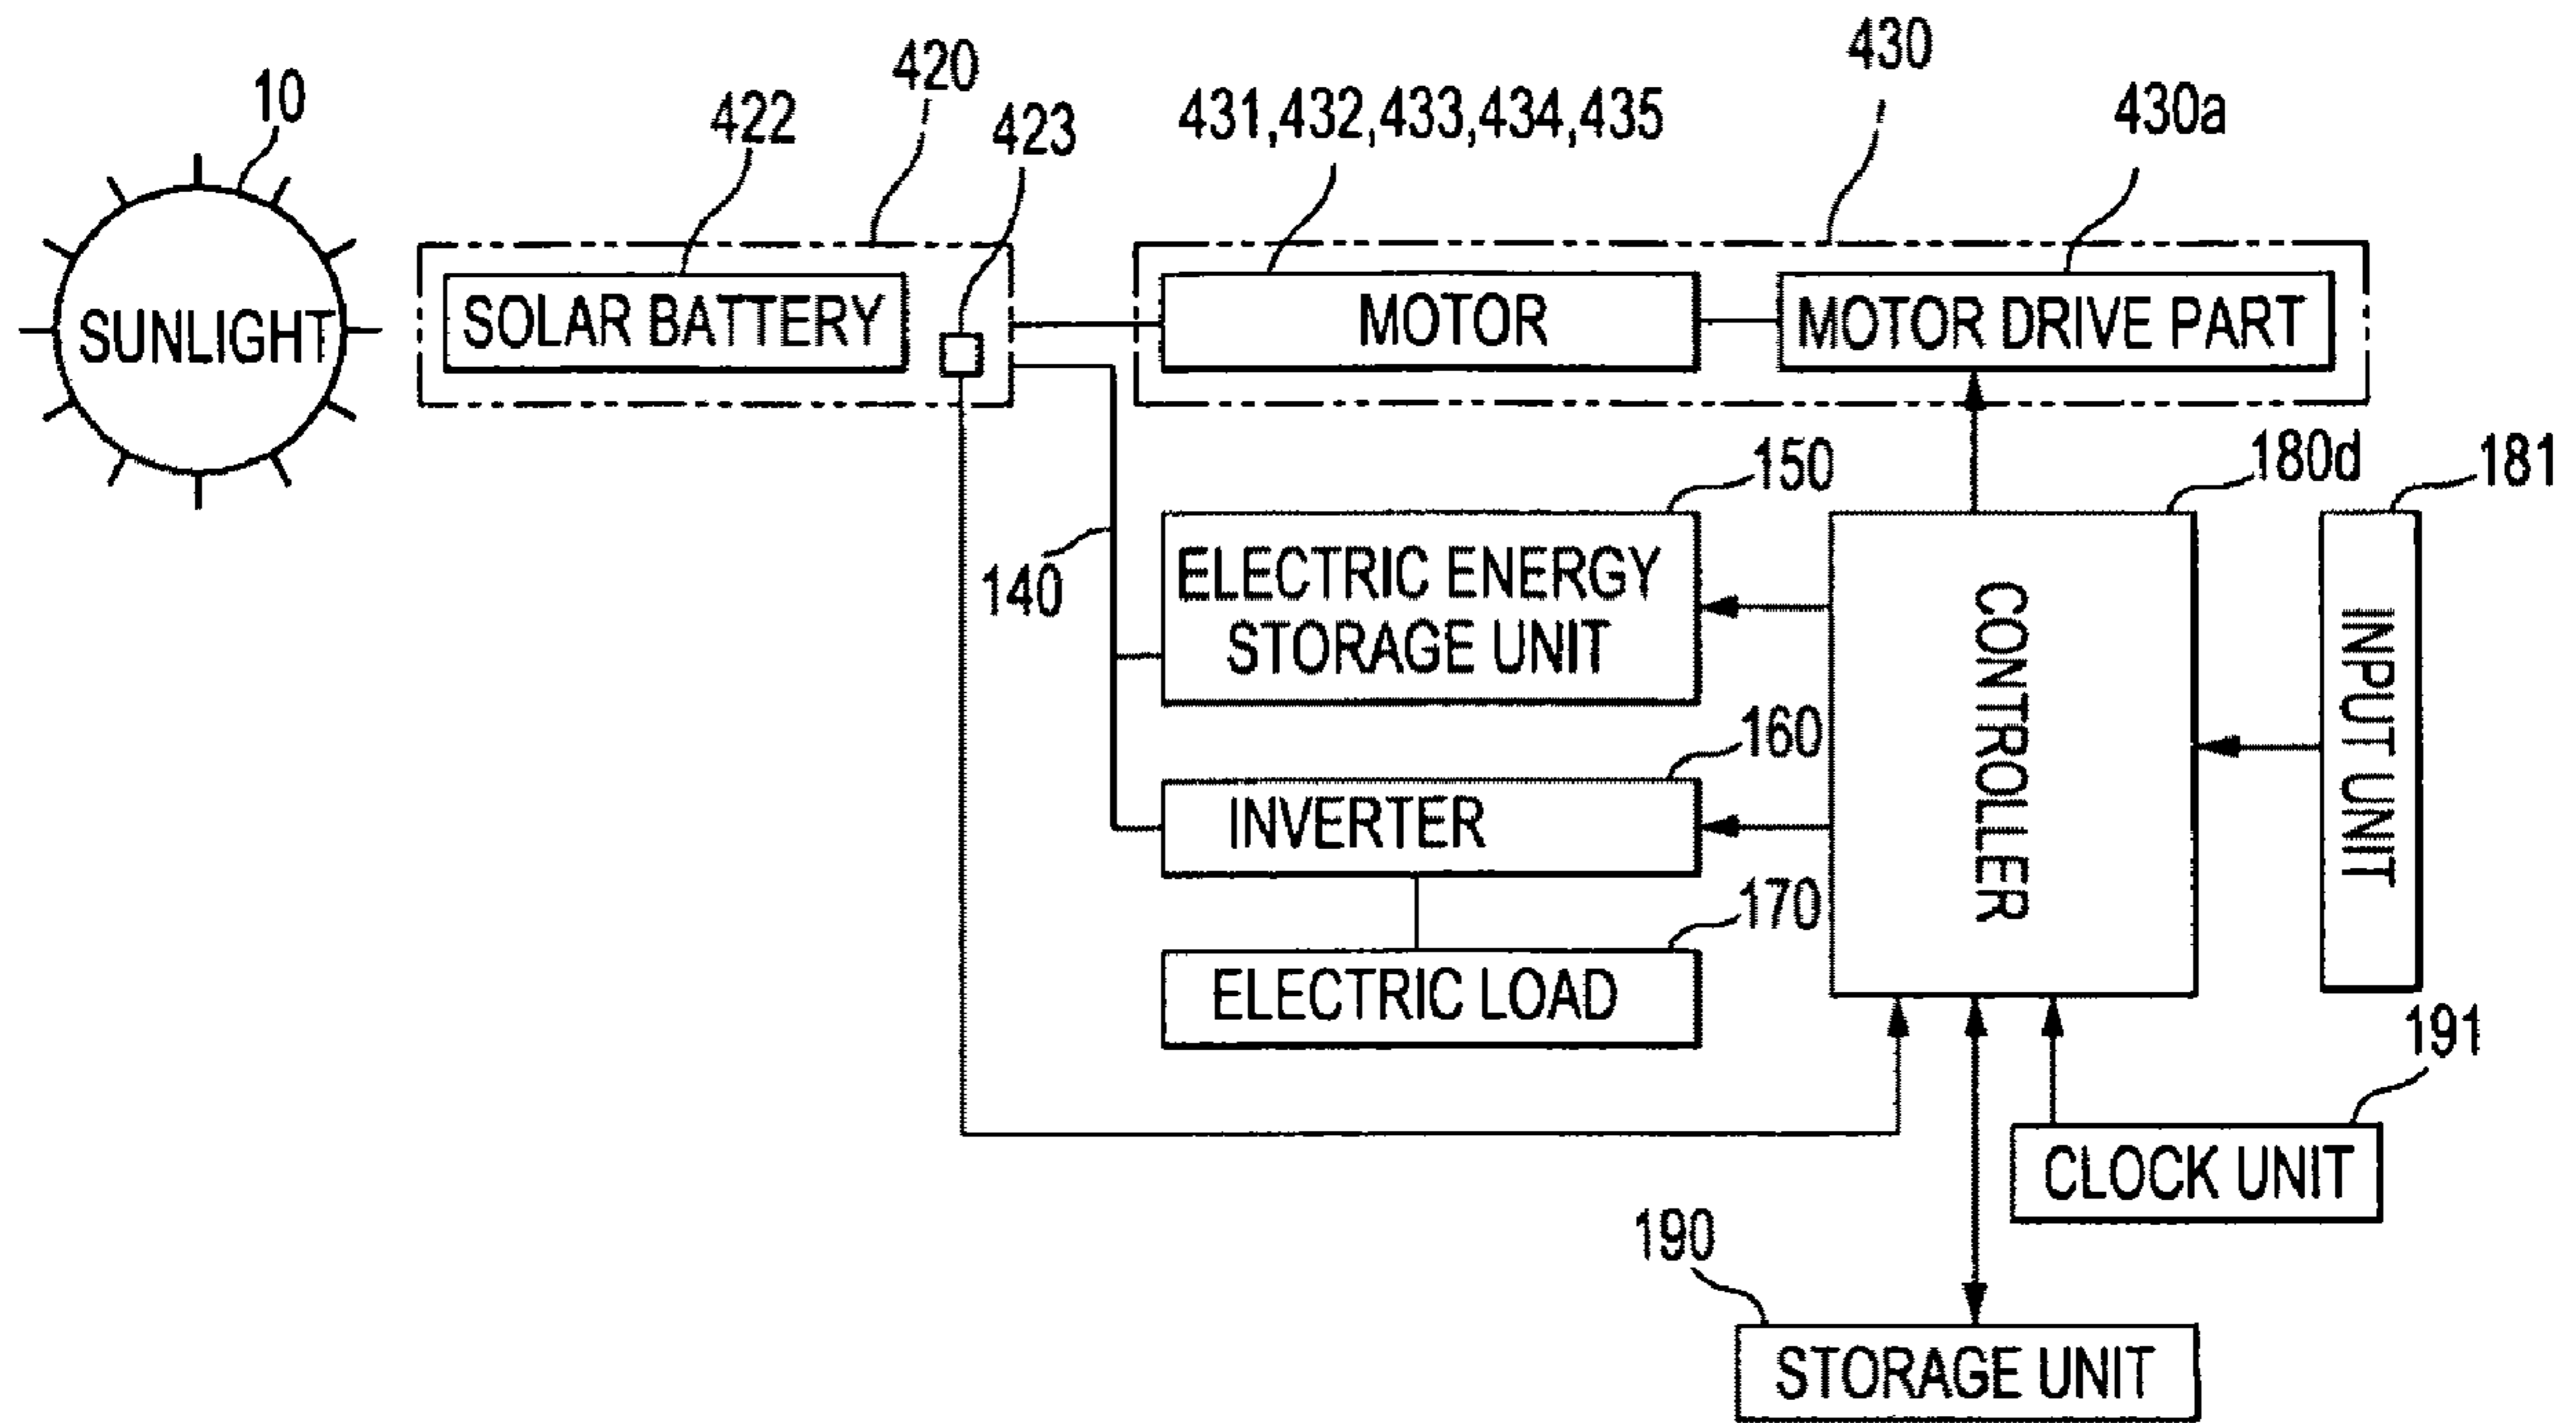 10
422
420
423
431,432,433,434,435
430
430a
SUNLIGHT
SOLAR BATTERY
MOTOR
MOTOR DRIVE PART
150
180d
181
140
ELECTRIC ENERGY
STORAGE UNIT
CONTROLLER
INPUT UNIT
160
INVERTER
170
ELECTRIC LOAD
191
CLOCK UNIT
190
STORAGE UNIT